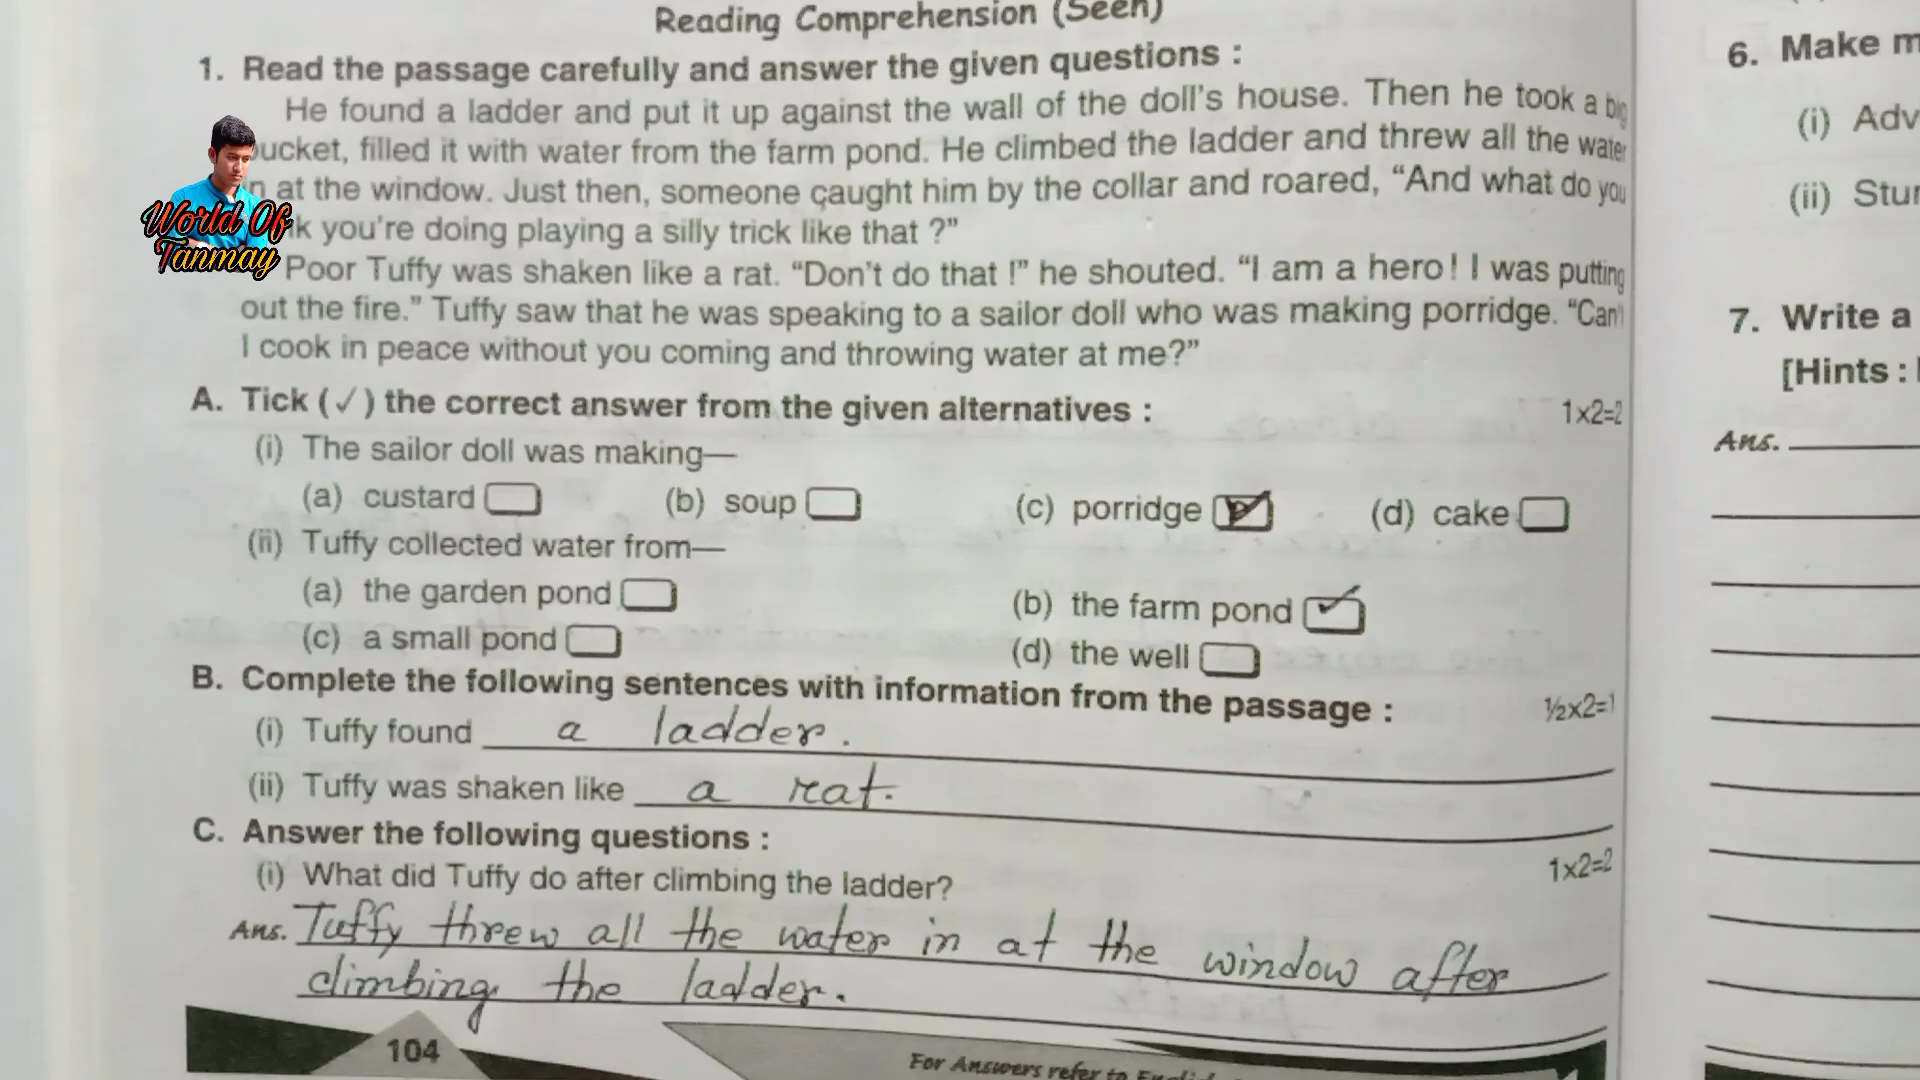 Reading Comprehension (Seen)
1. Read the passage carefully and answer the given questions :
He found a ladder and put it up against the wall of the doll's house. Then he took a big
bucket, filled it with water from the farm pond. He climbed the ladder and threw all the water
in at the window. Just then, someone caught him by the collar and roared, “And what do you
k you're doing playing a silly trick like that ?”
Poor Tuffy was shaken like a rat. “Don't do that !” he shouted. “I am a hero! I was putting
out the fire.” Tuffy saw that he was speaking to a sailor doll who was making porridge. “Can't
I cook in peace without you coming and throwing water at me?”
World Of
Tanmay
A. Tick (✓) the correct answer from the given alternatives : 1×2=2
(i) The sailor doll was making—
(a) custard (b) soup (c) porridge ✓ (d) cake
(ii) Tuffy collected water from—
(a) the garden pond (b) the farm pond ✓
(c) a small pond (d) the well
B. Complete the following sentences with information from the passage : ½×2=1
(i) Tuffy found a ladder.
(ii) Tuffy was shaken like a rat.
C. Answer the following questions : 1×2=2
(i) What did Tuffy do after climbing the ladder?
Ans. Tuffy threw all the water in at the window after
climbing the ladder.
104
For Answers refer to
6. Make
(i) Adv
(ii) Stur
7. Write a
[Hints :
Ans.